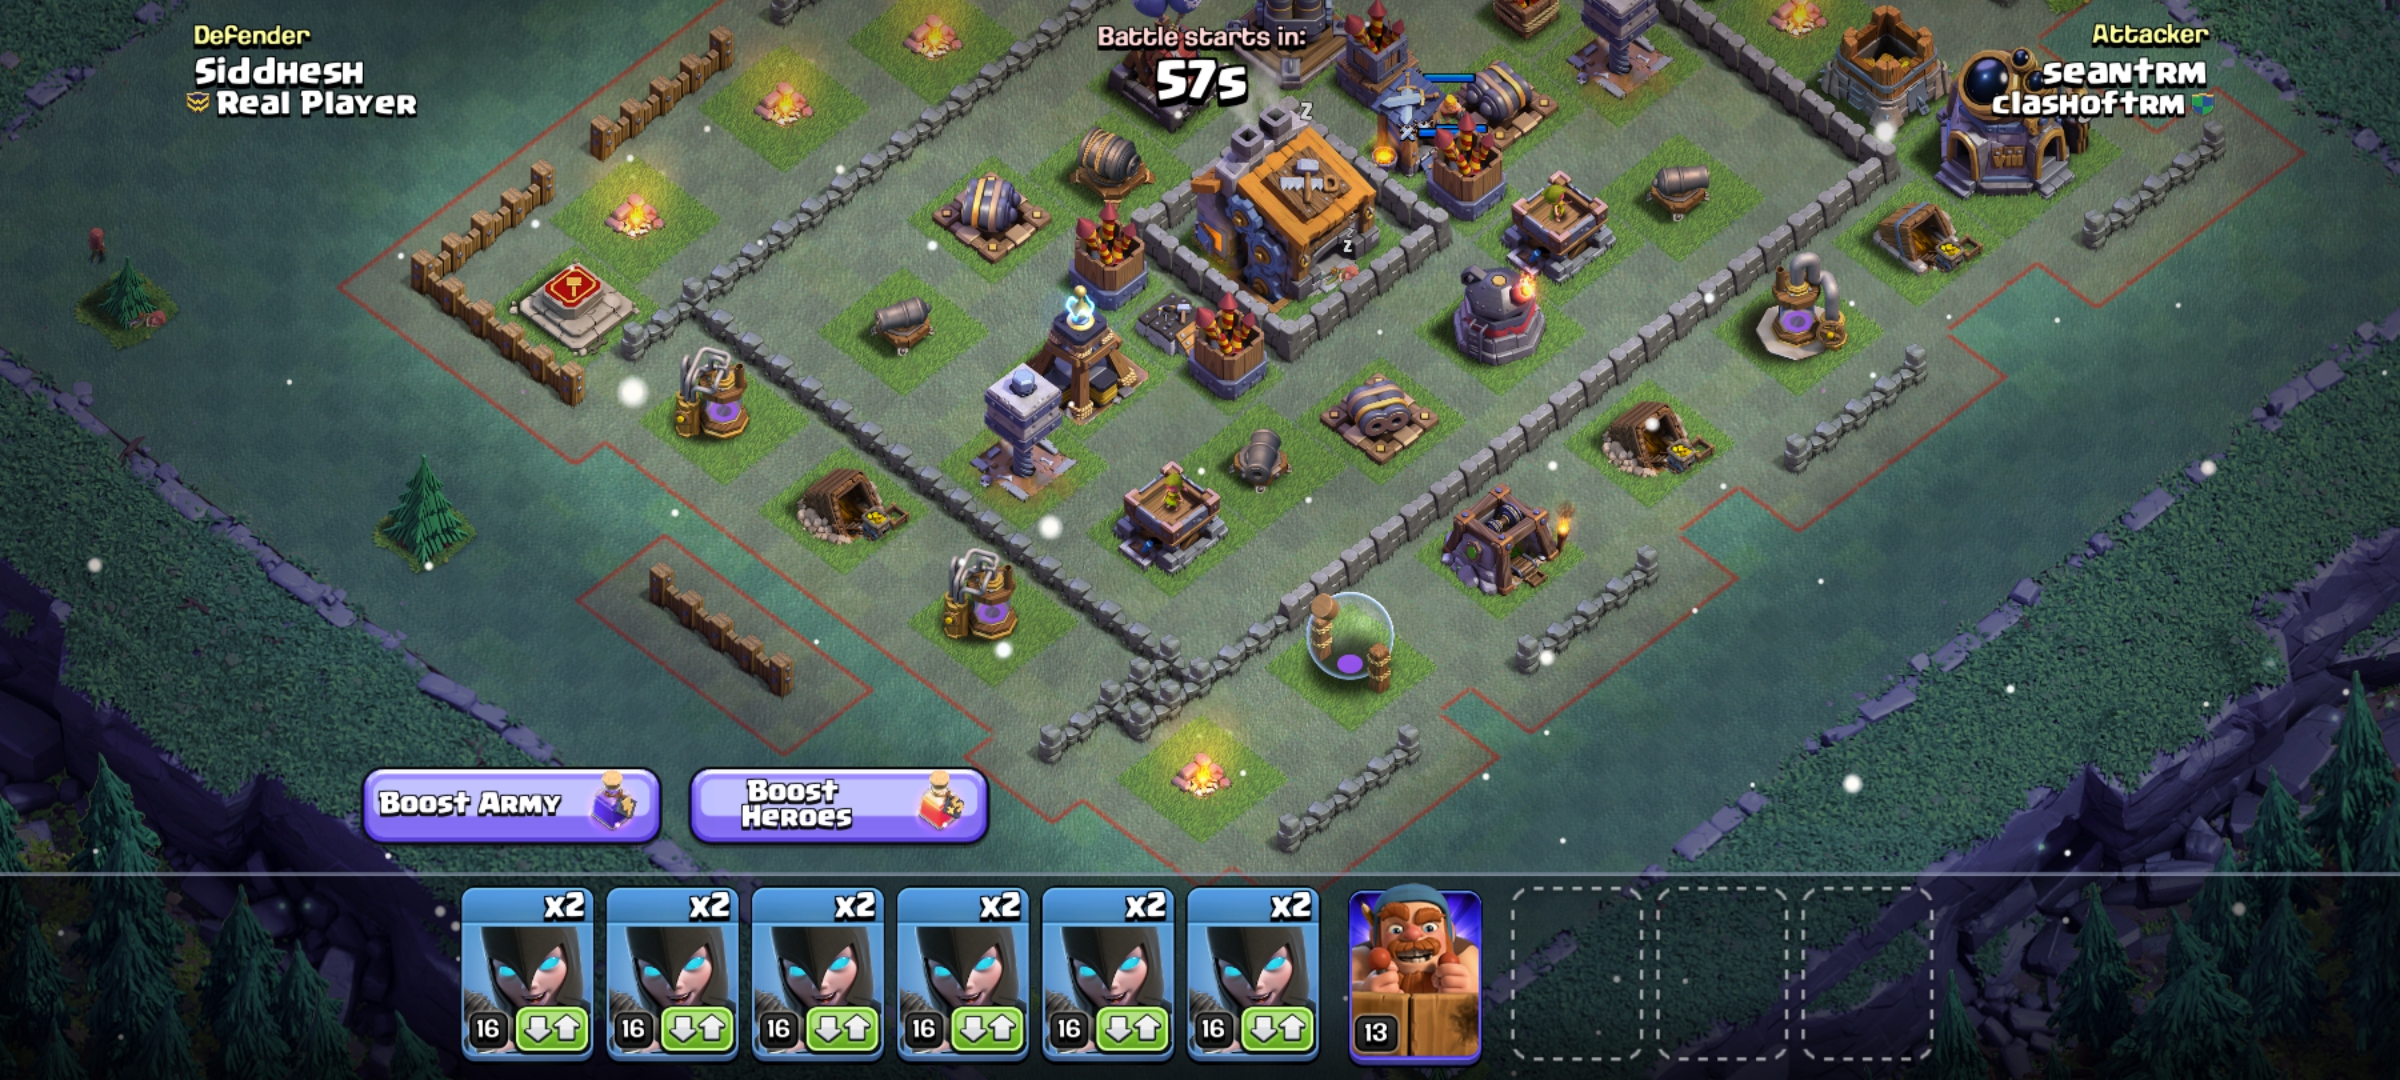 Defender
Siddhesh
Real Player
Battle starts in:
57s
Attacker
seantRM
clashoftRM
z
z
z
VIII
Boost Army
Boost
Heroes
x2
x2
x2
x2
x2
x2
16
16
16
16
16
16
13